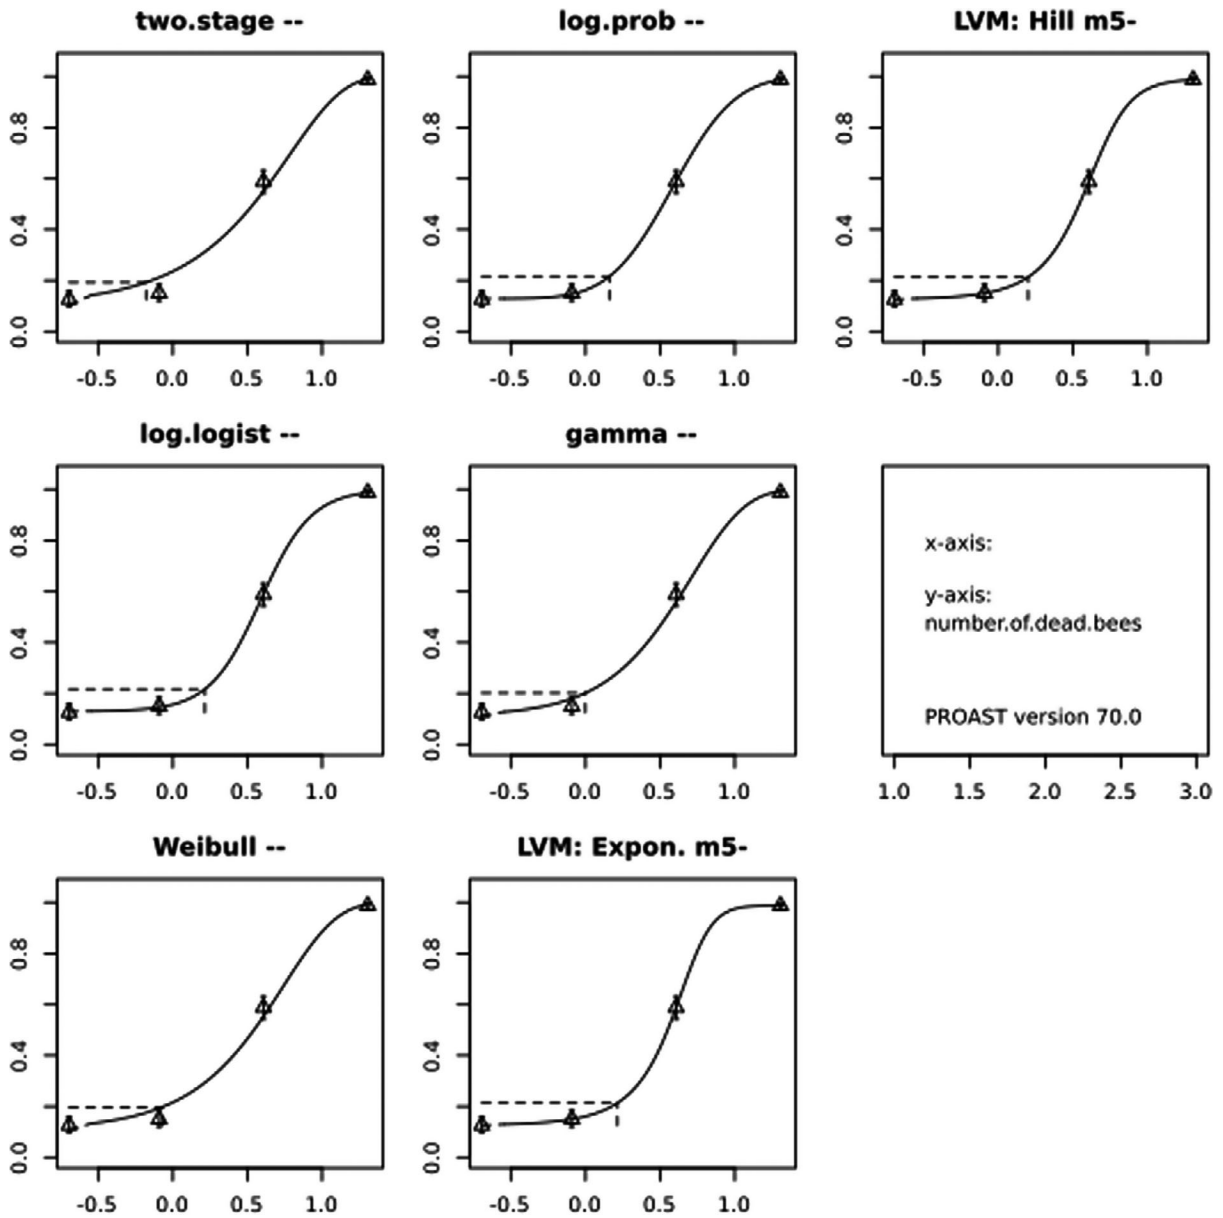 two.stage --
0.0 0.4 0.8
-0.5 0.0 0.5 1.0
log.prob --
0.0 0.4 0.8
-0.5 0.0 0.5 1.0
LVM: Hill m5-
0.0 0.4 0.8
-0.5 0.0 0.5 1.0
log.logist --
0.0 0.4 0.8
-0.5 0.0 0.5 1.0
gamma --
0.0 0.4 0.8
-0.5 0.0 0.5 1.0
x-axis:
y-axis:
number.of.dead.bees
PROAST version 70.0
1.0 1.5 2.0 2.5 3.0
Weibull --
0.0 0.4 0.8
-0.5 0.0 0.5 1.0
LVM: Expon. m5-
0.0 0.4 0.8
-0.5 0.0 0.5 1.0